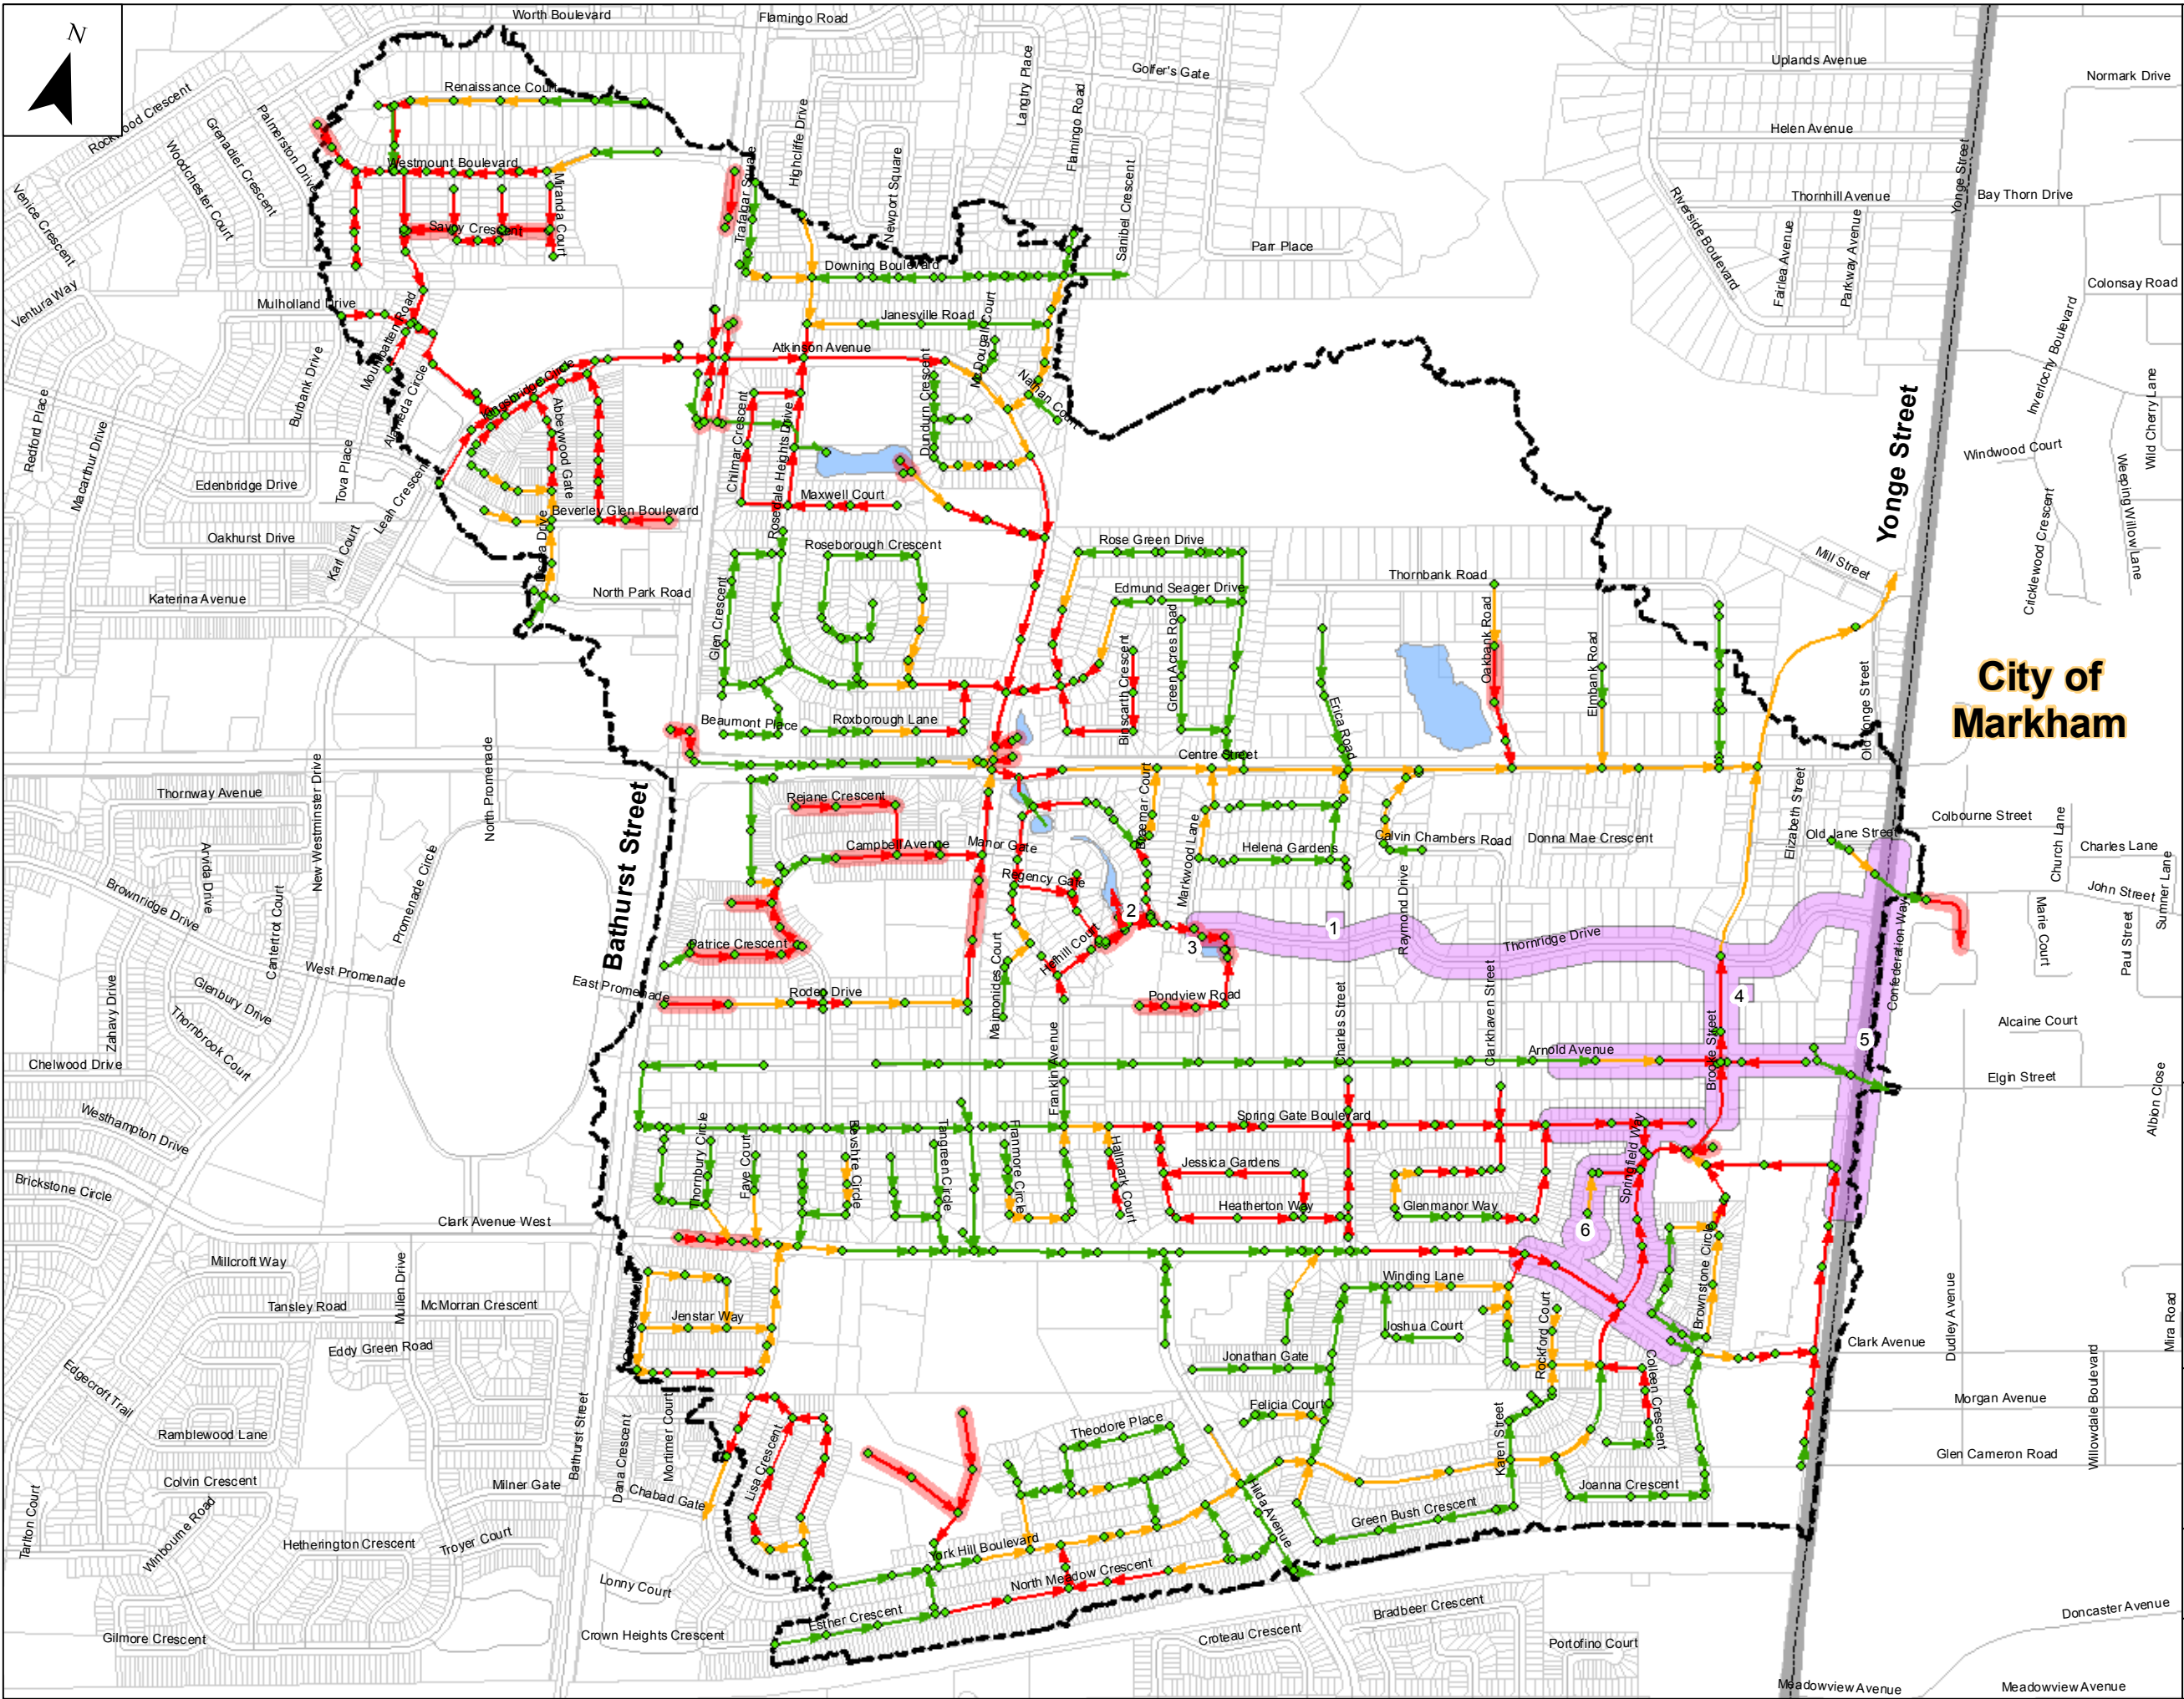 N
Worth Boulevard
Flamingo Road
Renaissance Court
Rockwood Crescent
Palmerston Drive
Grenadier Crescent
Woodchester Court
Venice Crescent
Westmount Boulevard
Miranda Court
Savoy Crescent
Trafalgar Square
Highcliffe Drive
Newport Square
Langtry Place
Flamingo Road
Golfer's Gate
Sanibel Crescent
Parr Place
Uplands Avenue
Normark Drive
Helen Avenue
Thornhill Avenue
Bay Thorn Drive
Yonge Street
Riverside Boulevard
Fairlea Avenue
Parkway Avenue
Colonsay Road
Ventura Way
Mulholland Drive
Mountbatten Road
Downing Boulevard
Janesville Road
McDougall Court
Atkinson Avenue
Nathan Court
Dundurn Crescent
Kingsbridge Circle
Abbeywood Gate
Alameda Circle
Burbank Drive
Redford Place
Macarthur Drive
Tova Place
Edenbridge Drive
Leah Crescent
Oakhurst Drive
Karl Court
Katerina Avenue
Chilmar Crescent
Rosedale Heights Drive
Maxwell Court
Beverley Glen Boulevard
North Park Road
Roseborough Crescent
Glen Crescent
Rose Green Drive
Edmund Seager Drive
Green Acres Road
Binscarth Crescent
Thornbank Road
Oakbank Road
Elmbank Road
Mill Street
Yonge Street
Inverlochy Boulevard
Wild Cherry Lane
Windwood Court
Weeping Willow Lane
Cricklewood Crescent
City of
Markham
Old Yonge Street
Erica Road
Beaumont Place
Roxborough Lane
Centre Street
North Promenade
New Westminster Drive
Thornway Avenue
Bathurst Street
Rejane Crescent
Campbell Avenue
Manor Gate
Regency Gate
Braemar Court
Markwood Lane
Helena Gardens
Calvin Chambers Road
Donna Mae Crescent
Elizabeth Street
Old Jane Street
Colbourne Street
Church Lane
Charles Lane
John Street
Sumner Lane
Arvida Drive
Brownridge Drive
Cantertrot Court
Promenade Circle
Patrice Crescent
Raymond Drive
Thornridge Drive
1
2
3
4
5
6
Confederation Way
Marie Court
Paul Street
West Promenade
East Promenade
Glenbury Drive
Zahavy Drive
Thornbrook Court
Rodeo Drive
Maimonides Court
Helhill Court
Pondview Road
Charles Street
Clarkhaven Street
Brooke Street
Alcaine Court
Chelwood Drive
Arnold Avenue
Elgin Street
Albion Close
Franklin Avenue
Westhampton Drive
Spring Gate Boulevard
Thornbury Circle
Faye Court
Bevshire Circle
Tangreen Circle
Franmore Circle
Hallmark Court
Jessica Gardens
Heatherton Way
Glenmanor Way
Springfield Way
Brownstone Circle
Brickstone Circle
Clark Avenue West
Millcroft Way
Mullen Drive
Tansley Road
McMorran Crescent
Jenstar Way
Eddy Green Road
Winding Lane
Joshua Court
Rockford Court
Jonathan Gate
Clark Avenue
Dudley Avenue
Mira Road
Edgecroft Trail
Bathurst Street
Mortimer Court
Dana Crescent
Felicia Court
Colleen Crescent
Morgan Avenue
Willowdale Boulevard
Ramblewood Lane
Lisa Crescent
Theodore Place
Karen Street
Glen Cameron Road
Colvin Crescent
Milner Gate
Chabad Gate
Hilda Avenue
Joanna Crescent
Green Bush Crescent
Tarlton Court
Winbourne Road
Hetherington Crescent
Troyer Court
York Hill Boulevard
North Meadow Crescent
Lonny Court
Esther Crescent
Crown Heights Crescent
Gilmore Crescent
Bradbeer Crescent
Croteau Crescent
Portofino Court
Doncaster Avenue
Meadowview Avenue
Meadowview Avenue